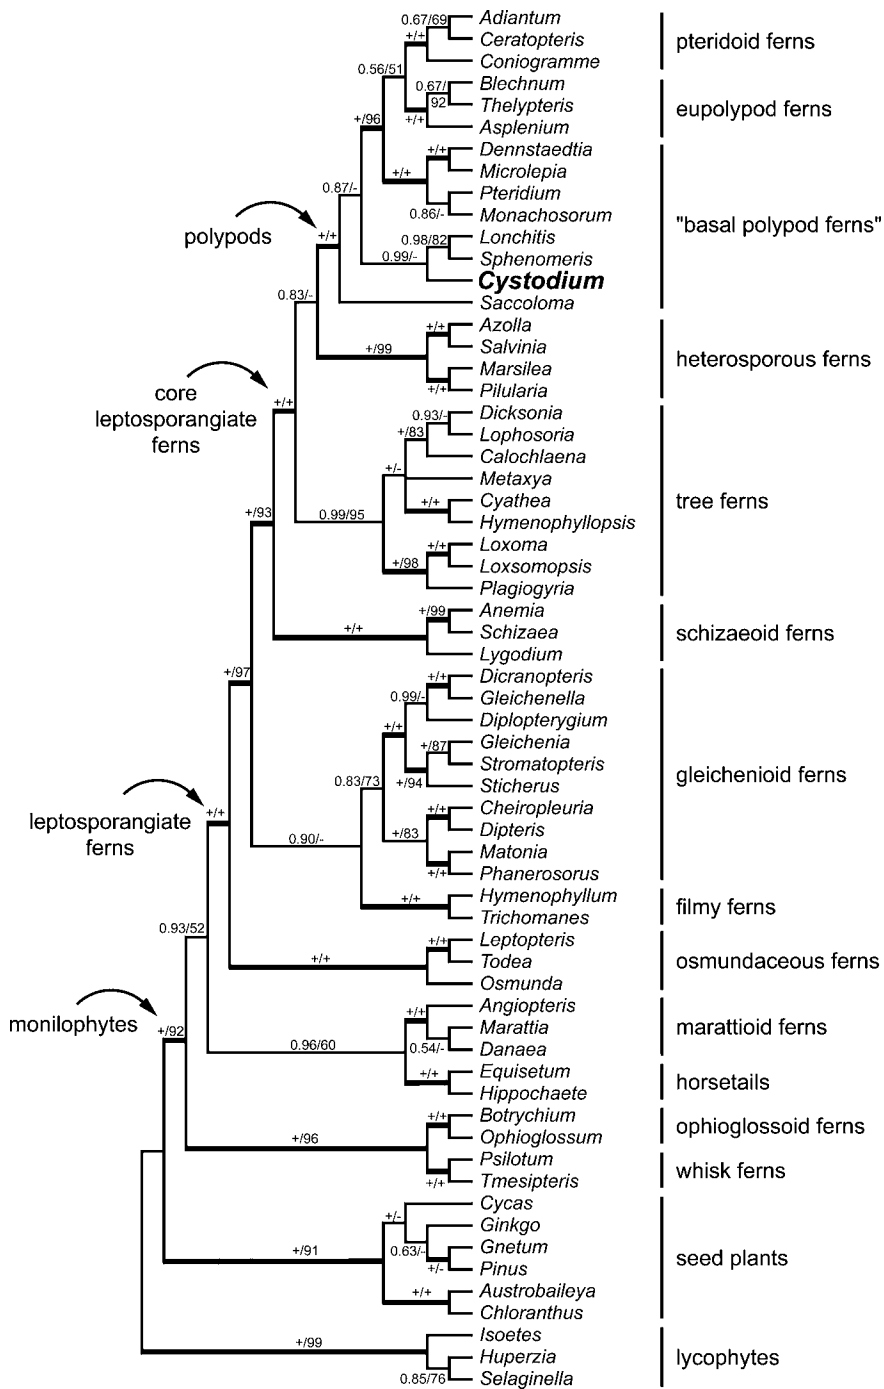 0.67/69
Adiantum
+/+
Ceratopteris
pteridoid ferns
0.56/51
Coniogramme
0.67/
92
Blechnum
Thelypteris
eupolypod ferns
+/96
+/+
Asplenium
+/+
Dennstaedtia
+/+
Microlepia
0.87/-
Pteridium
0.86/-
Monachosorum
"basal polypod ferns"
polypods
+/+
0.98/82
Lonchitis
0.99/-
Sphenomeris
Cystodium
0.83/-
Saccoloma
+/+
Azolla
+/99
Salvinia
heterosporous ferns
Marsilea
+/+
Pilularia
core
leptosporangiate
ferns
+/+
0.93/-
Dicksonia
+/83
Lophosoria
Calochlaena
+/-
Metaxya
+/+
Cyathea
tree ferns
+/93
0.99/95
Hymenophyllopsis
+/+
Loxoma
+/98
Loxsomopsis
Plagiogyria
+/99
Anemia
+/+
Schizaea
schizaeoid ferns
Lygodium
+/97
+/+
Dicranopteris
0.99/-
Gleichenella
Diplopterygium
+/+
+/87
Gleichenia
Stromatopteris
gleichenioid ferns
0.83/73
+/94
Sticherus
leptosporangiate
ferns
+/+
+/+
Cheiropleuria
0.90/-
+/83
Dipteris
Matonia
+/+
Phanerosorus
+/+
Hymenophyllum
filmy ferns
Trichomanes
0.93/52
+/+
Leptopteris
+/+
Todea
osmundaceous ferns
Osmunda
monilophytes
+/92
+/+
Angiopteris
Marattia
marattioid ferns
0.96/60
0.54/-
Danaea
+/+
Equisetum
horsetails
Hippochaete
+/+
Botrychium
ophioglossoid ferns
+/96
Ophioglossum
Psilotum
whisk ferns
+/+
Tmesipteris
Cycas
+/-
Ginkgo
0.63/-
Gnetum
seed plants
+/91
+/-
Pinus
+/+
Austrobaileya
Chloranthus
Isoetes
+/99
Huperzia
lycophytes
0.85/76
Selaginella